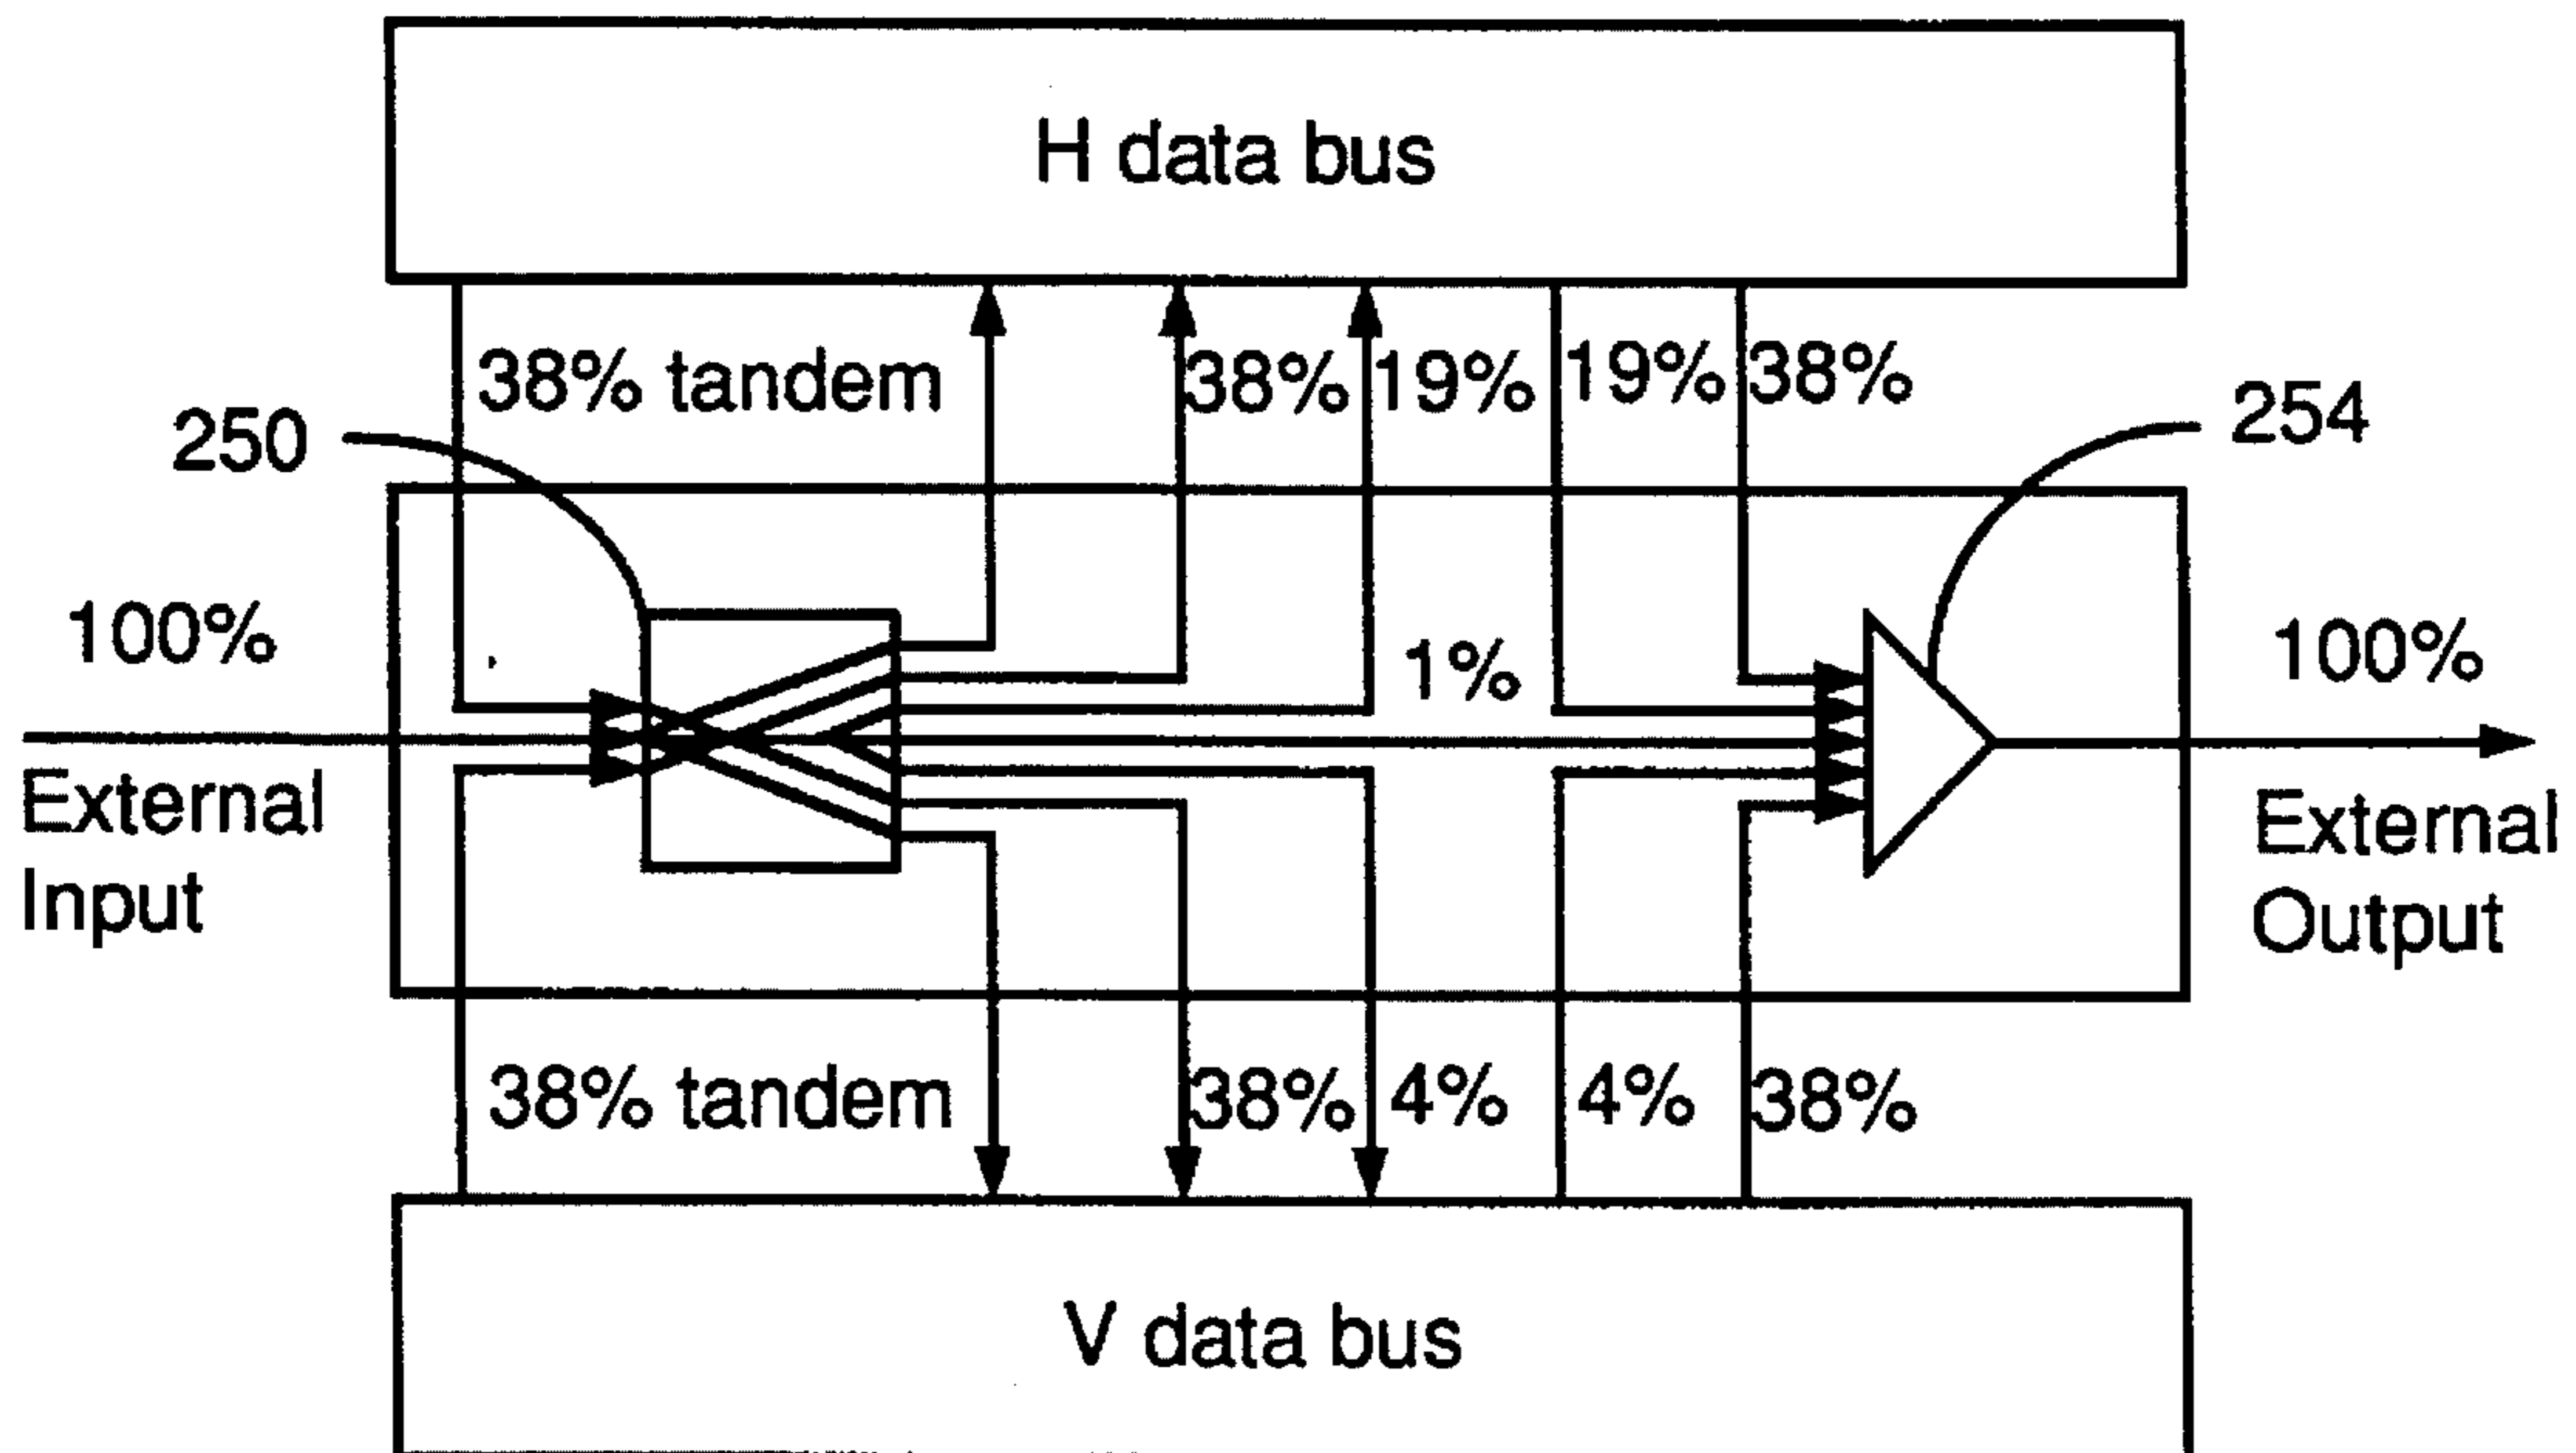 H data bus
38% tandem
38%
19%
19%
38%
250
254
100%
1%
100%
External
Input
External
Output
38% tandem
38%
4%
4%
38%
V data bus